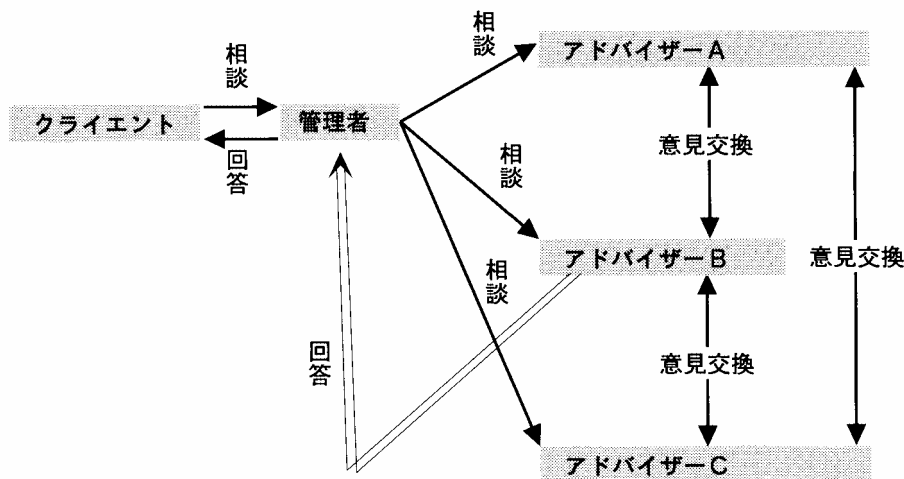 相談
クライエント
管理者
回答
相談
アドバイザーA
意見交換
相談
アドバイザーB
意見交換
相談
意見交換
回答
アドバイザーC